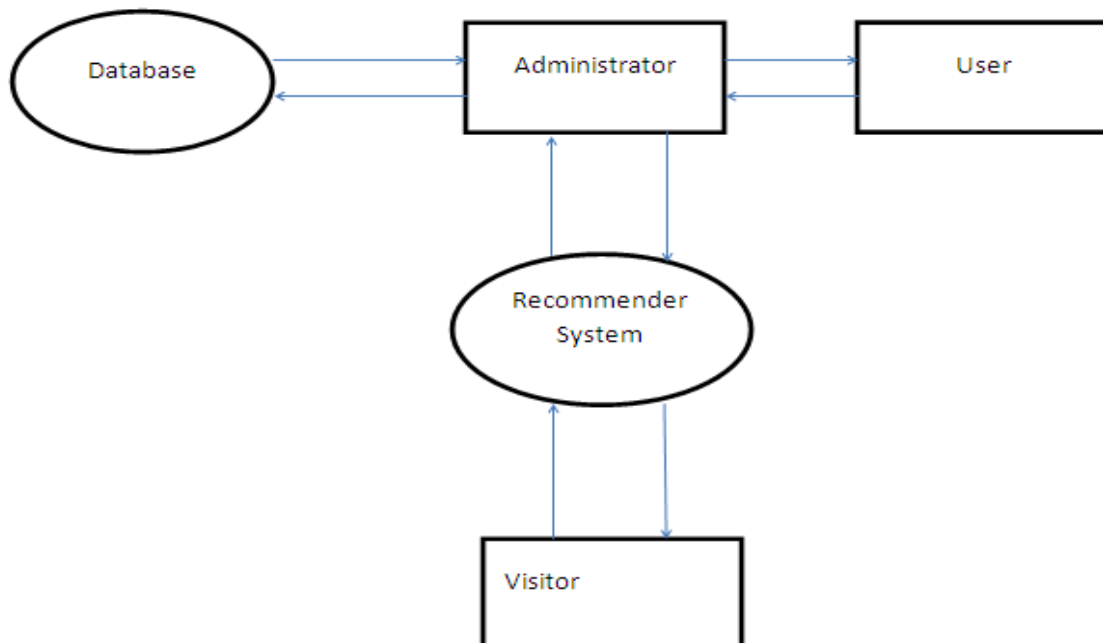 Database
Administrator
User
Recommender
System
Visitor